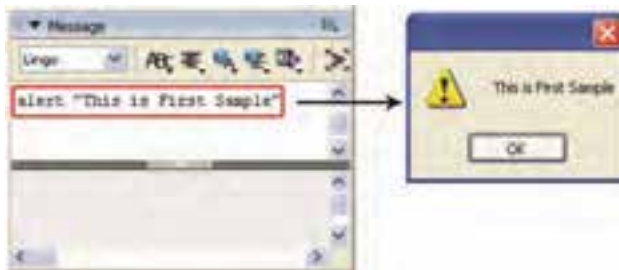 Message
Lingo
alert "This is First Sample"
This is First Sample
OK